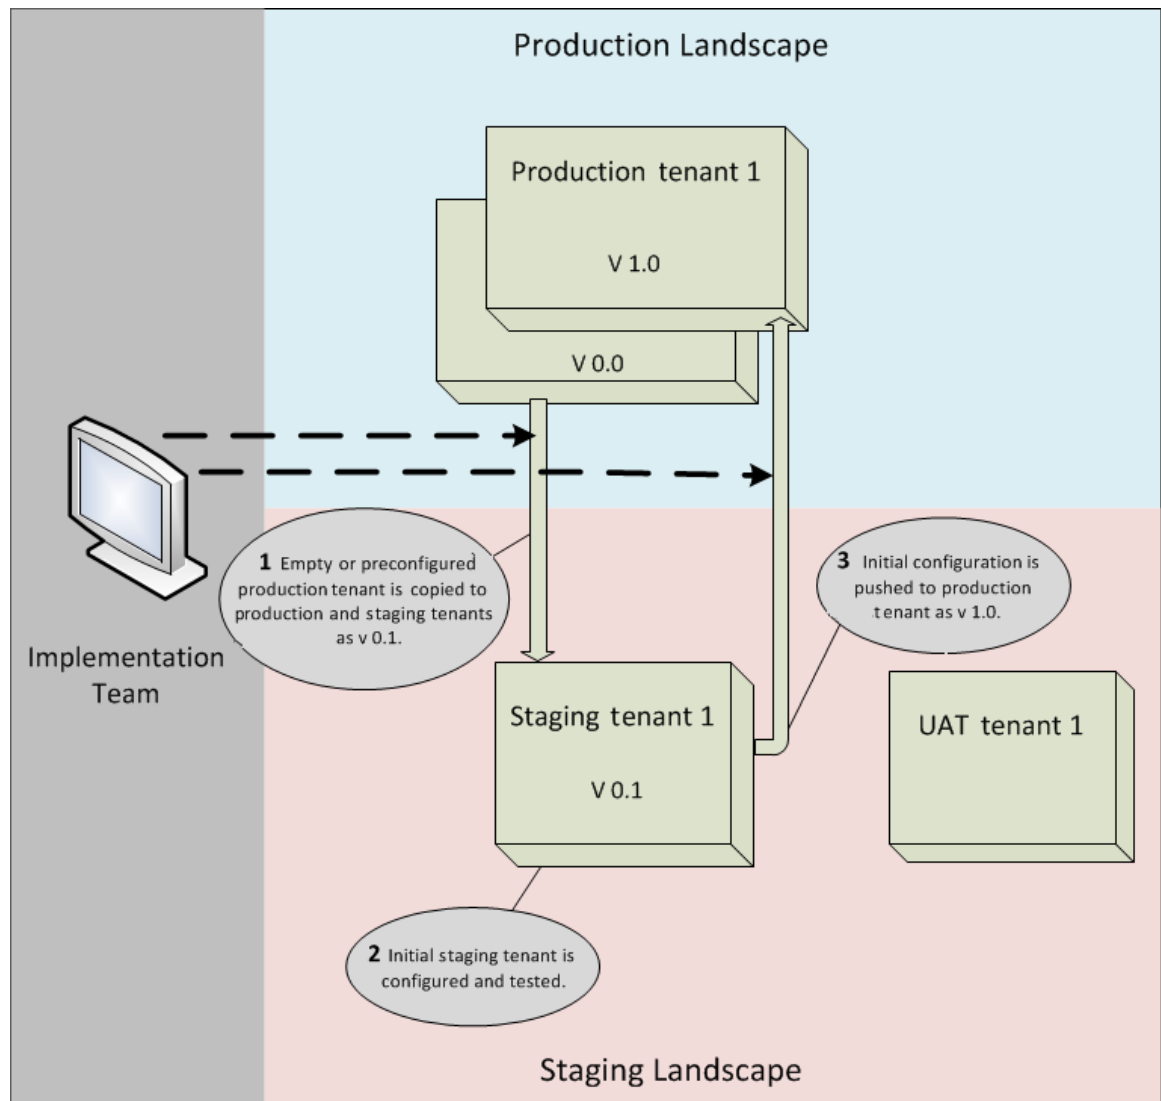 Production Landscape
Production tenant 1
V 1.0
V 0.0
1 Empty or preconfigured
production tenant is copied to
production and staging tenants
as v 0.1.
3 Initial configuration is
pushed to production
tenant as v 1.0.
Implementation
Team
Staging tenant 1
V 0.1
UAT tenant 1
2 Initial staging tenant is
configured and tested.
Staging Landscape